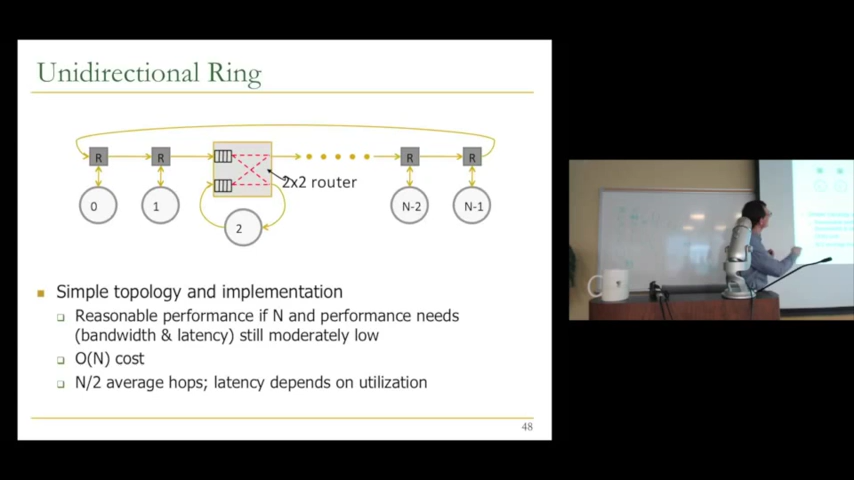 Unidirectional Ring
R R R R
2x2 router
0 1 2 N-2 N-1
Simple topology and implementation
Reasonable performance if N and performance needs
(bandwidth & latency) still moderately low
O(N) cost
N/2 average hops; latency depends on utilization
48